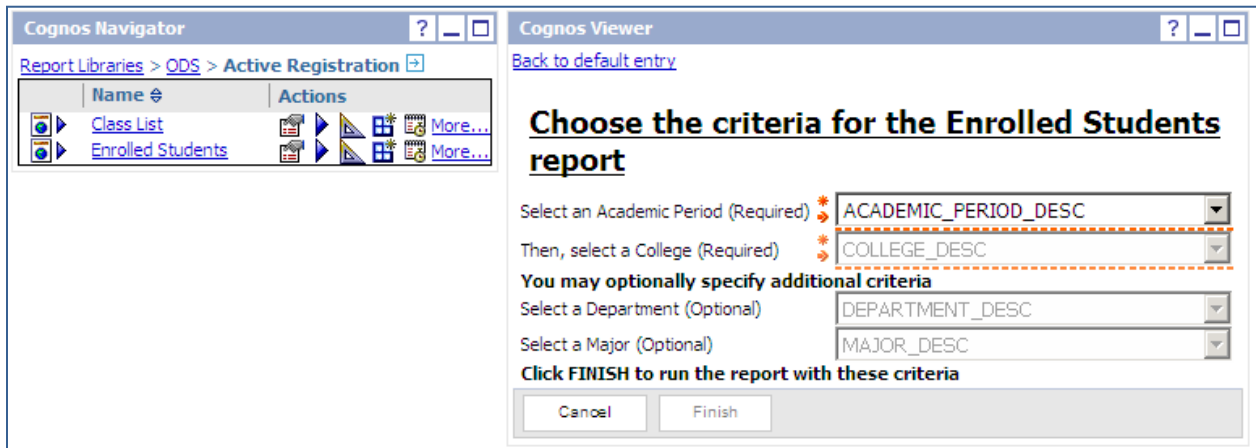 Cognos Navigator ?
Report Libraries > ODS > Active Registration
Name Actions
Class List More...
Enrolled Students More...
Cognos Viewer ?
Back to default entry
Choose the criteria for the Enrolled Students
report
Select an Academic Period (Required) ACADEMIC_PERIOD_DESC
Then, select a College (Required) COLLEGE_DESC
You may optionally specify additional criteria
Select a Department (Optional) DEPARTMENT_DESC
Select a Major (Optional) MAJOR_DESC
Click FINISH to run the report with these criteria
Cancel Finish